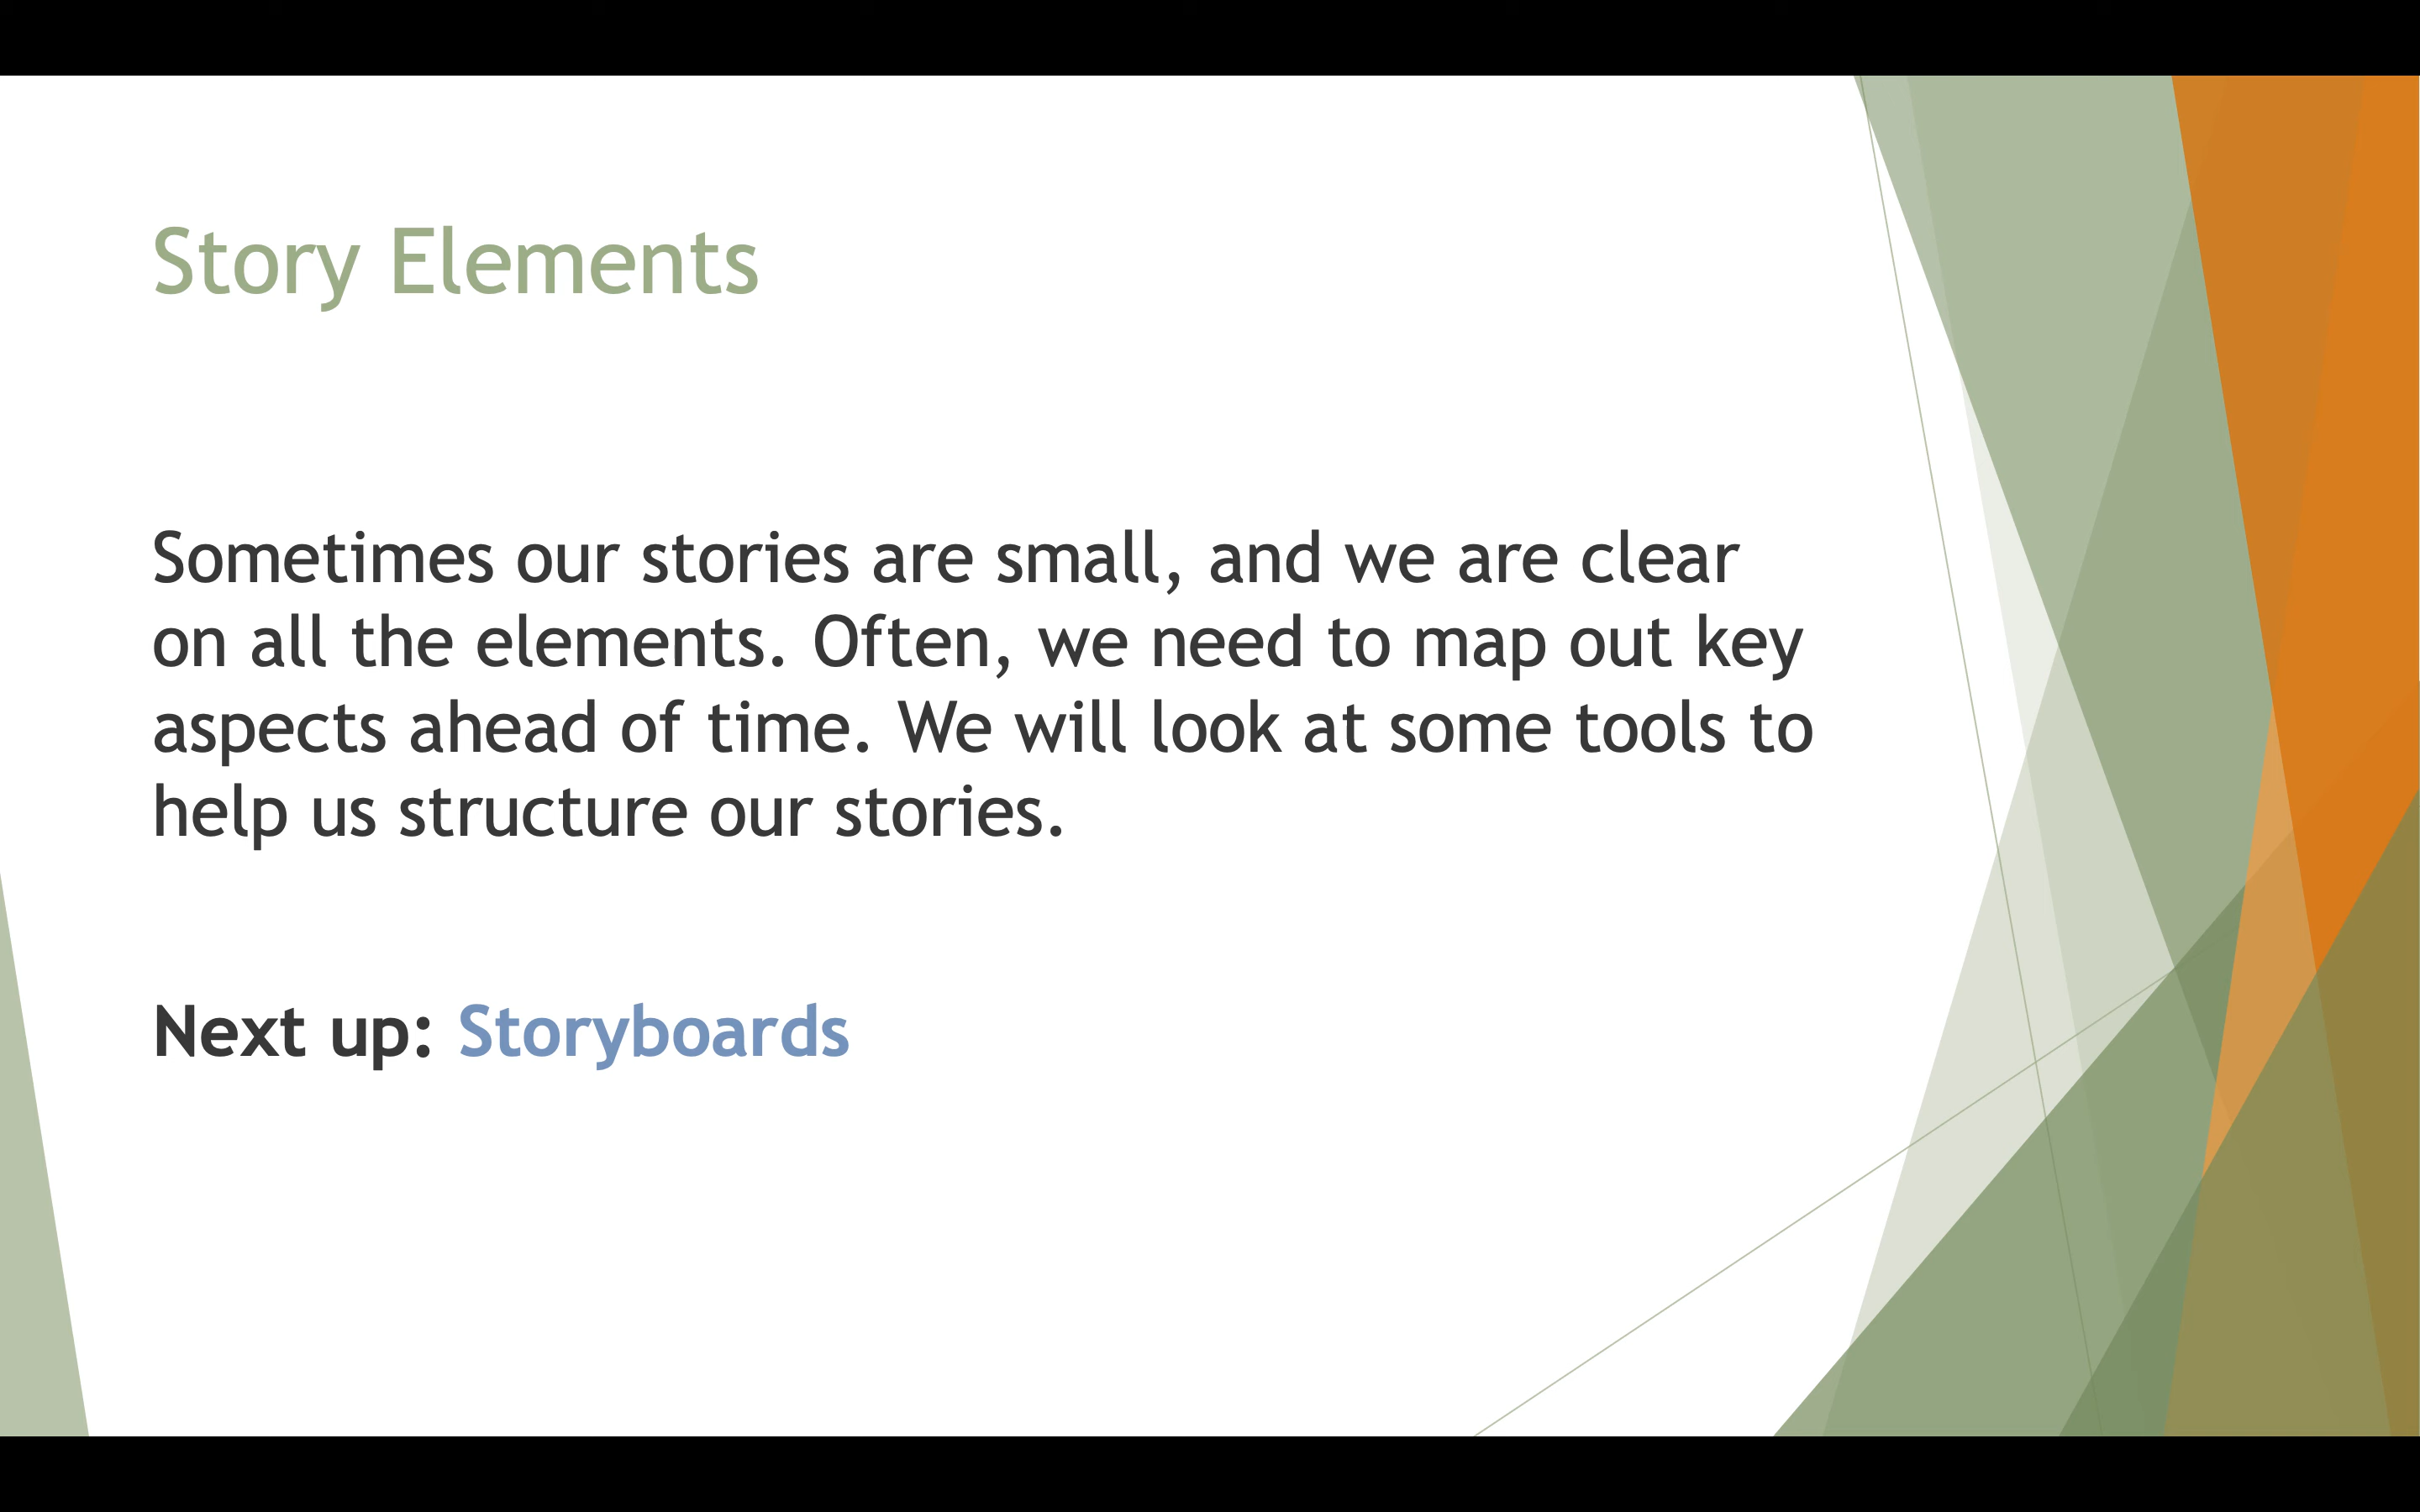 Story Elements
Sometimes our stories are small, and we are clear
on all the elements. Often, we need to map out key
aspects ahead of time. We will look at some tools to
help us structure our stories.
Next up: Storyboards